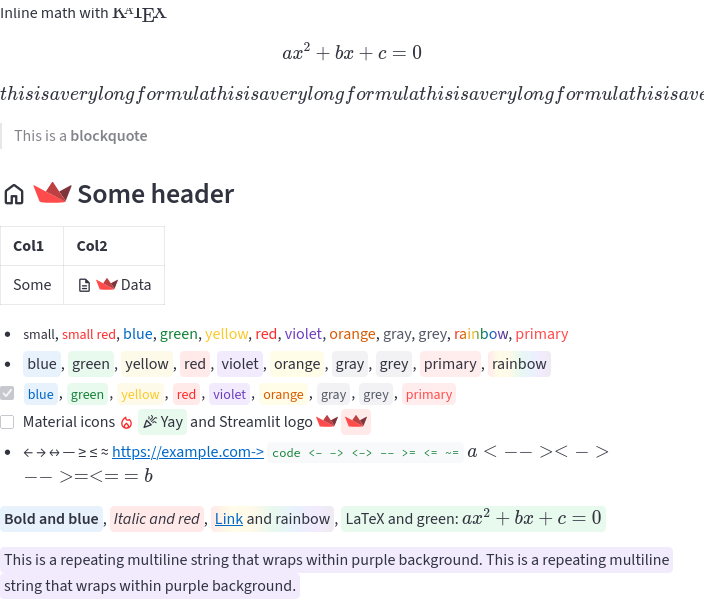 Inline math with KATEX
ax² + bx + c = 0
thisisaverylongformulathisisaverylongformulathisisaverylongformulathisisave
This is a blockquote
Some header
Col1 Col2
Some Data
small, small red, blue, green, yellow, red, violet, orange, gray, grey, rainbow, primary
blue , green , yellow , red , violet , orange , gray , grey , primary , rainbow
blue , green , yellow , red , violet , orange , gray , grey , primary
Material icons Yay and Streamlit logo
← → ↔ — ≥ ≤ ≈ https://example.com-> code <- -> <-> -- >= <= ~= a < −− >< − >
−− >=<= = b
Bold and blue , Italic and red , Link and rainbow , LaTeX and green: ax² + bx + c = 0
This is a repeating multiline string that wraps within purple background. This is a repeating multiline
string that wraps within purple background.